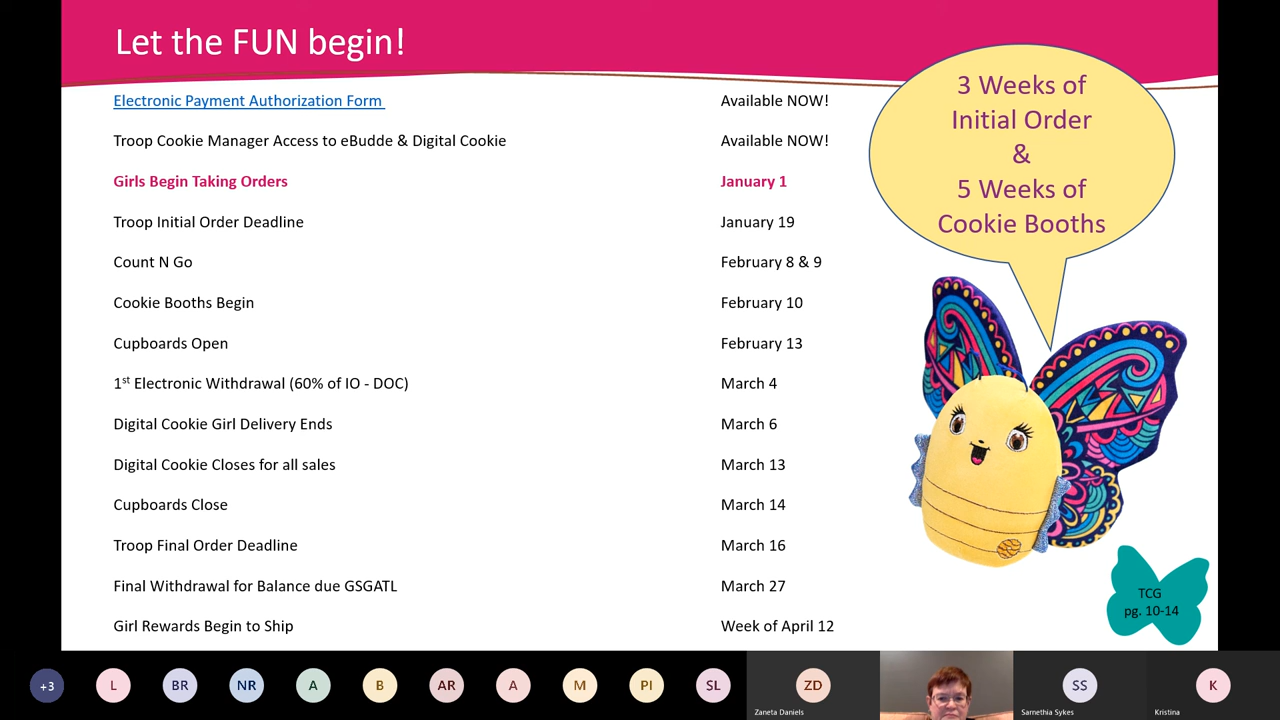 Let the FUN begin!
Electronic Payment Authorization Form Available NOW!
Troop Cookie Manager Access to eBudde & Digital Cookie Available NOW!
Girls Begin Taking Orders January 1
Troop Initial Order Deadline January 19
Count N Go February 8 & 9
Cookie Booths Begin February 10
Cupboards Open February 13
1st Electronic Withdrawal (60% of IO - DOC) March 4
Digital Cookie Girl Delivery Ends March 6
Digital Cookie Closes for all sales March 13
Cupboards Close March 14
Troop Final Order Deadline March 16
Final Withdrawal for Balance due GSGATL March 27
Girl Rewards Begin to Ship Week of April 12
3 Weeks of
Initial Order
&
5 Weeks of
Cookie Booths
TCG
pg. 10-14
+3 L BR NR A B AR A M PI SL ZD SS K
Zaneta Daniels Sarnethia Sykes Kristina